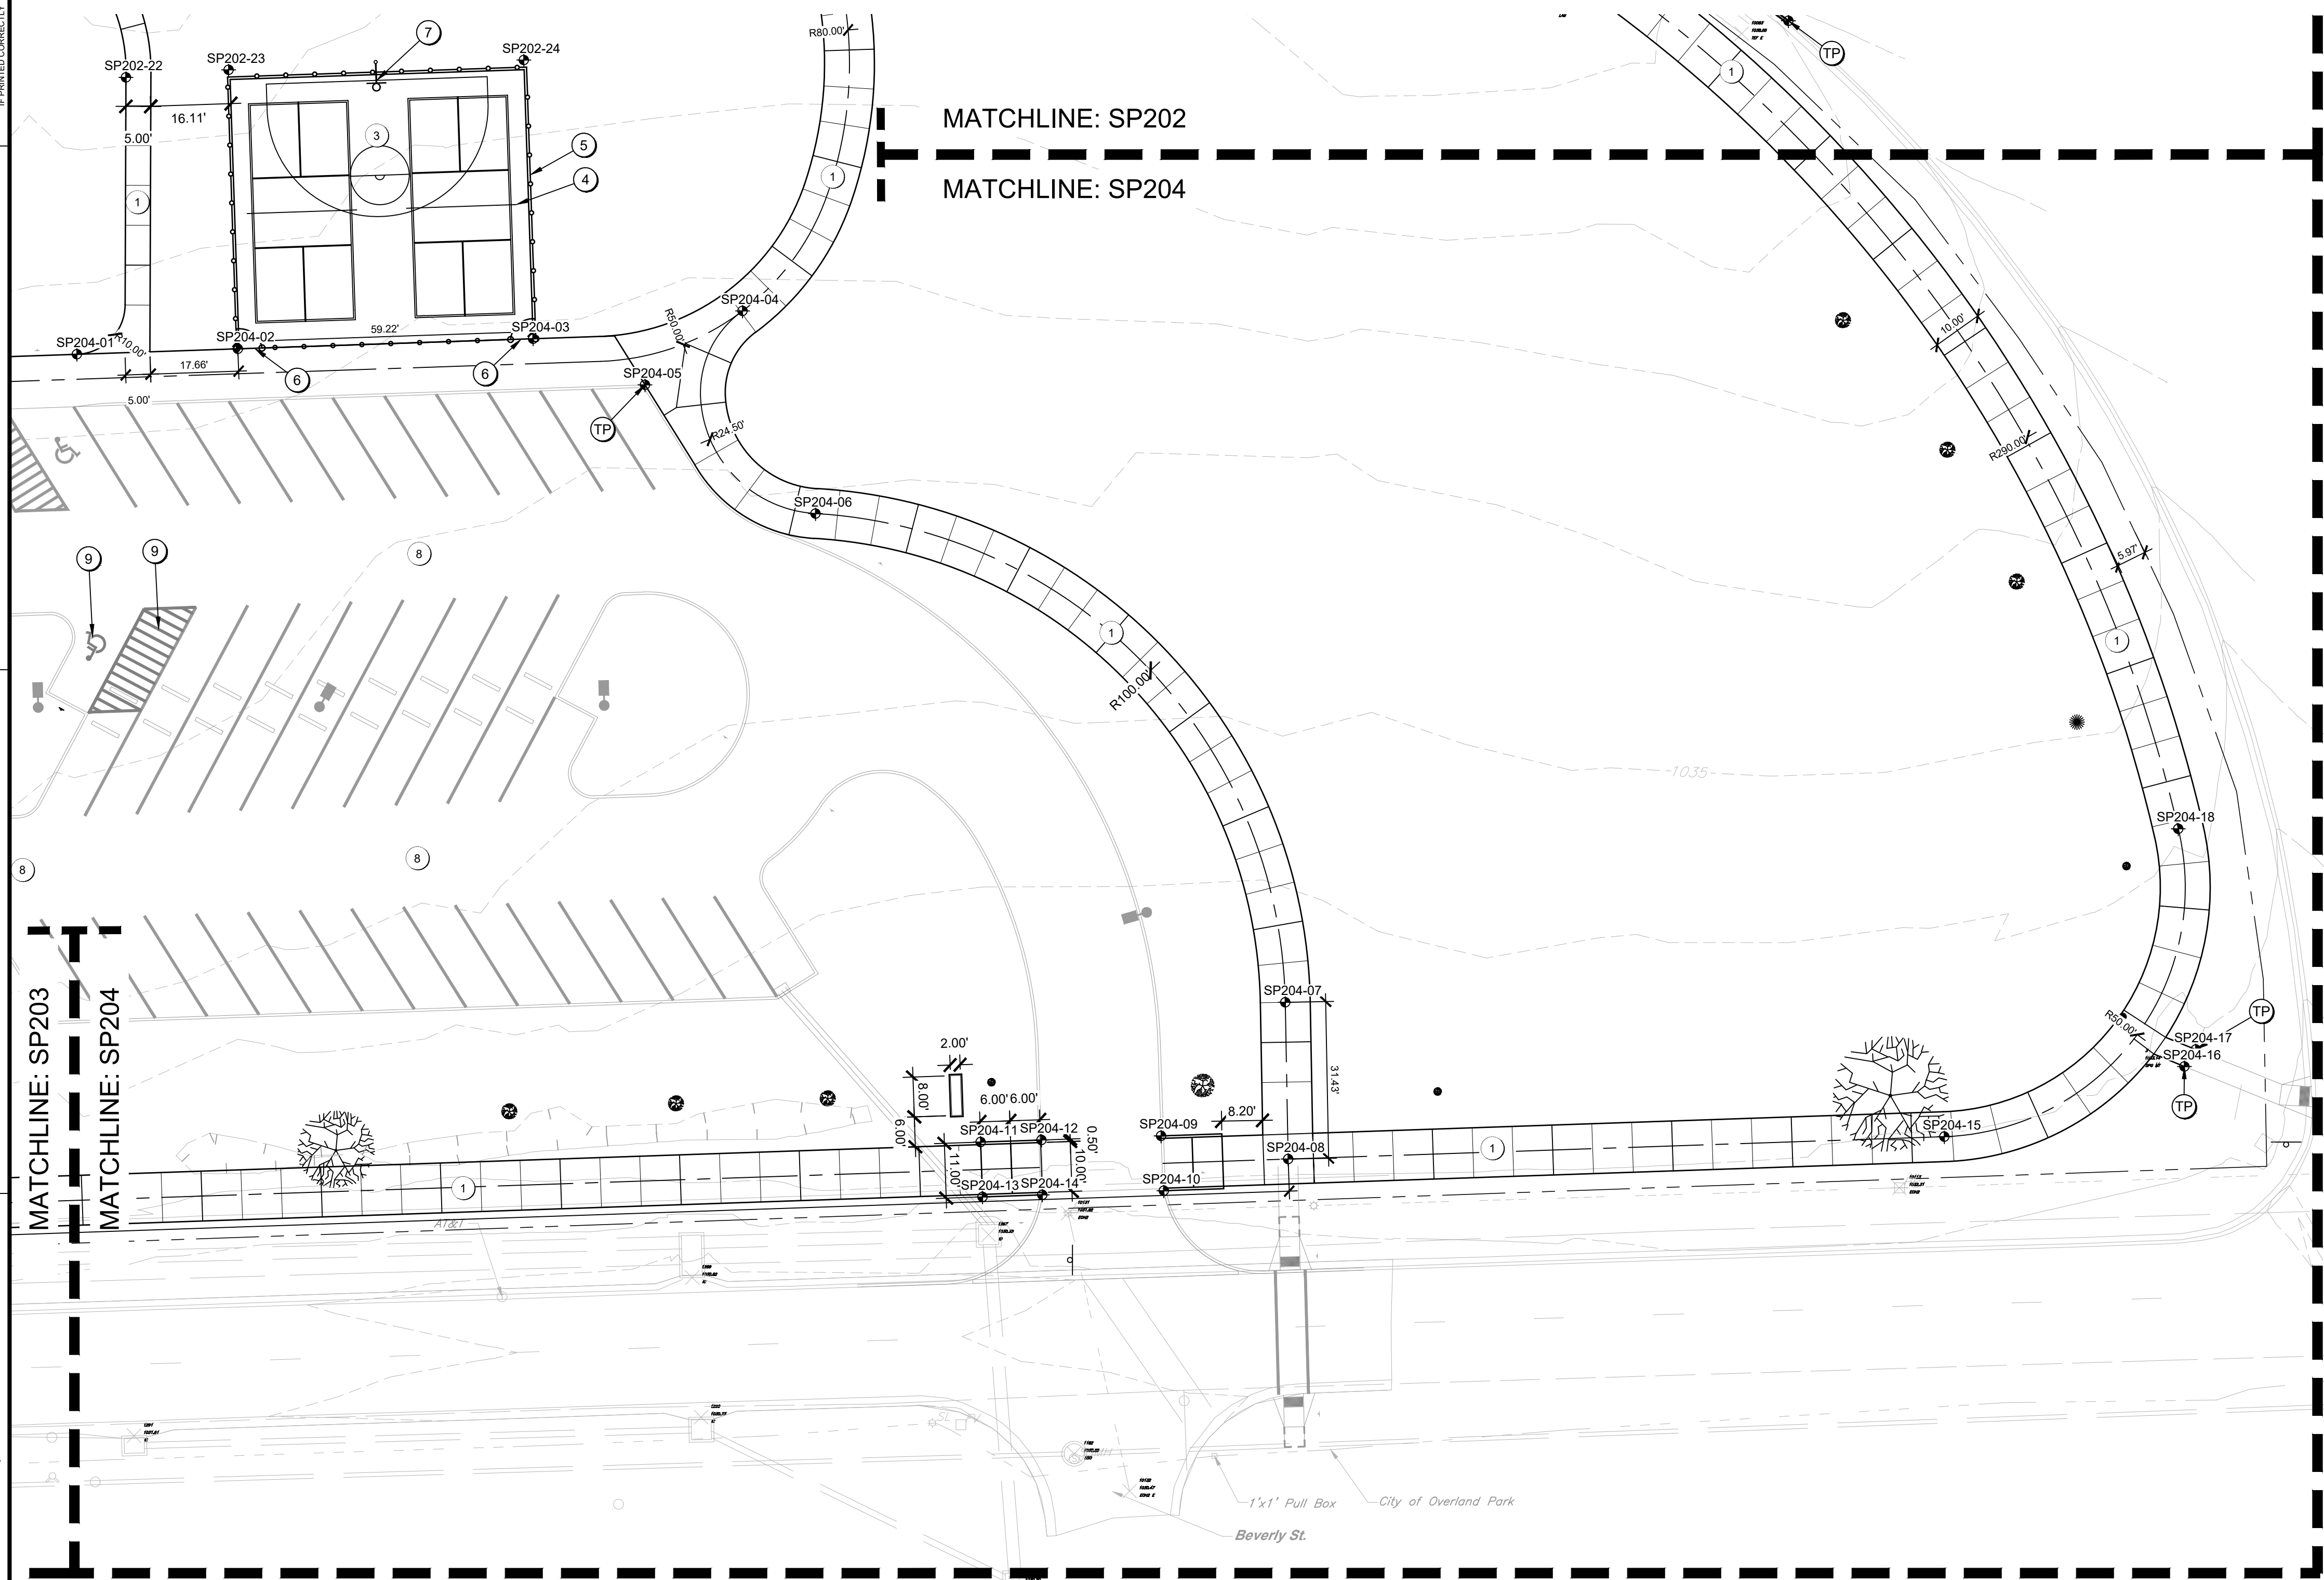 IF PRINTED CORRECTLY
7
R80.00'
TP
SP202-22
SP202-23
SP202-24
1
16.11'
5.00'
3
5
4
1
1
MATCHLINE: SP202
MATCHLINE: SP204
SP204-04
SP204-01
R10.00'
SP204-02
59.22'
SP204-03
R50.00'
10.00'
17.66'
6
6
SP204-05
5.00'
TP
R24.50'
R290.00'
SP204-06
9
9
8
5.97'
1
1
R100.00'
1035
SP204-18
8
8
MATCHLINE: SP203
MATCHLINE: SP204
SP204-07
TP
R50.00'
SP204-17
SP204-16
2.00'
8.00'
6.00'
6.00'
31.43'
8.20'
TP
6.00'
SP204-11
SP204-12
0.50'
SP204-09
SP204-15
11.00'
10.00'
SP204-08
1
1
SP204-13
SP204-14
SP204-10
AT&T
SL
1'x1' Pull Box
City of Overland Park
Beverly St.